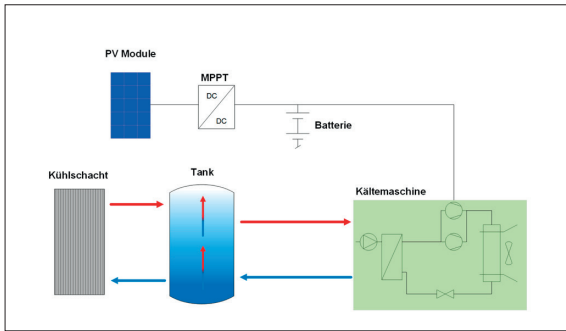 PV Module
MPPT
DC
DC
Batterie
Kühlschacht
Tank
Kältemaschine